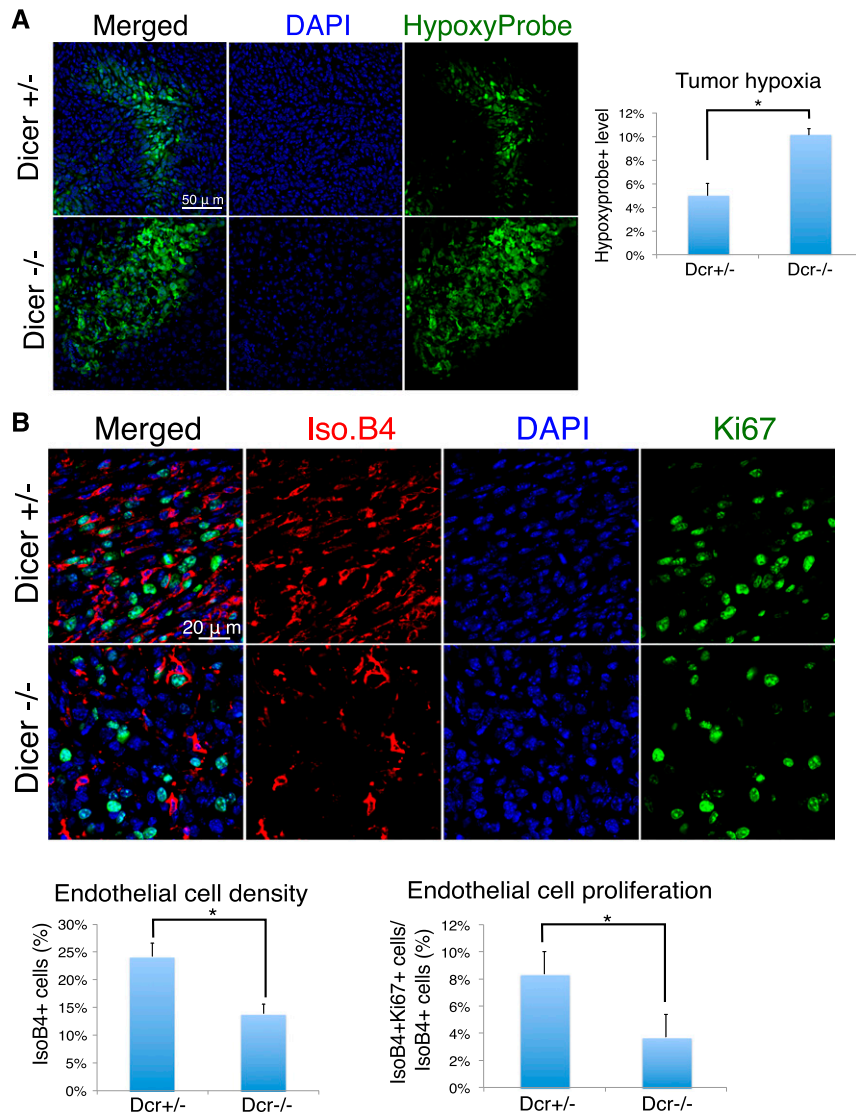 A
Merged DAPI HypoxyProbe
Dicer +/-
50 µ m
Dicer -/-
Tumor hypoxia
Hypoxyprobe+ level
12%
10%
8%
6%
4%
2%
0%
*
Dcr+/- Dcr-/-
B
Merged Iso.B4 DAPI Ki67
Dicer +/-
20 µ m
Dicer -/-
Endothelial cell density
IsoB4+ cells (%)
30%
25%
20%
15%
10%
5%
0%
*
Dcr+/- Dcr-/-
Endothelial cell proliferation
IsoB4+Ki67+ cells/
IsoB4+ cells (%)
12%
10%
8%
6%
4%
2%
0%
*
Dcr+/- Dcr-/-